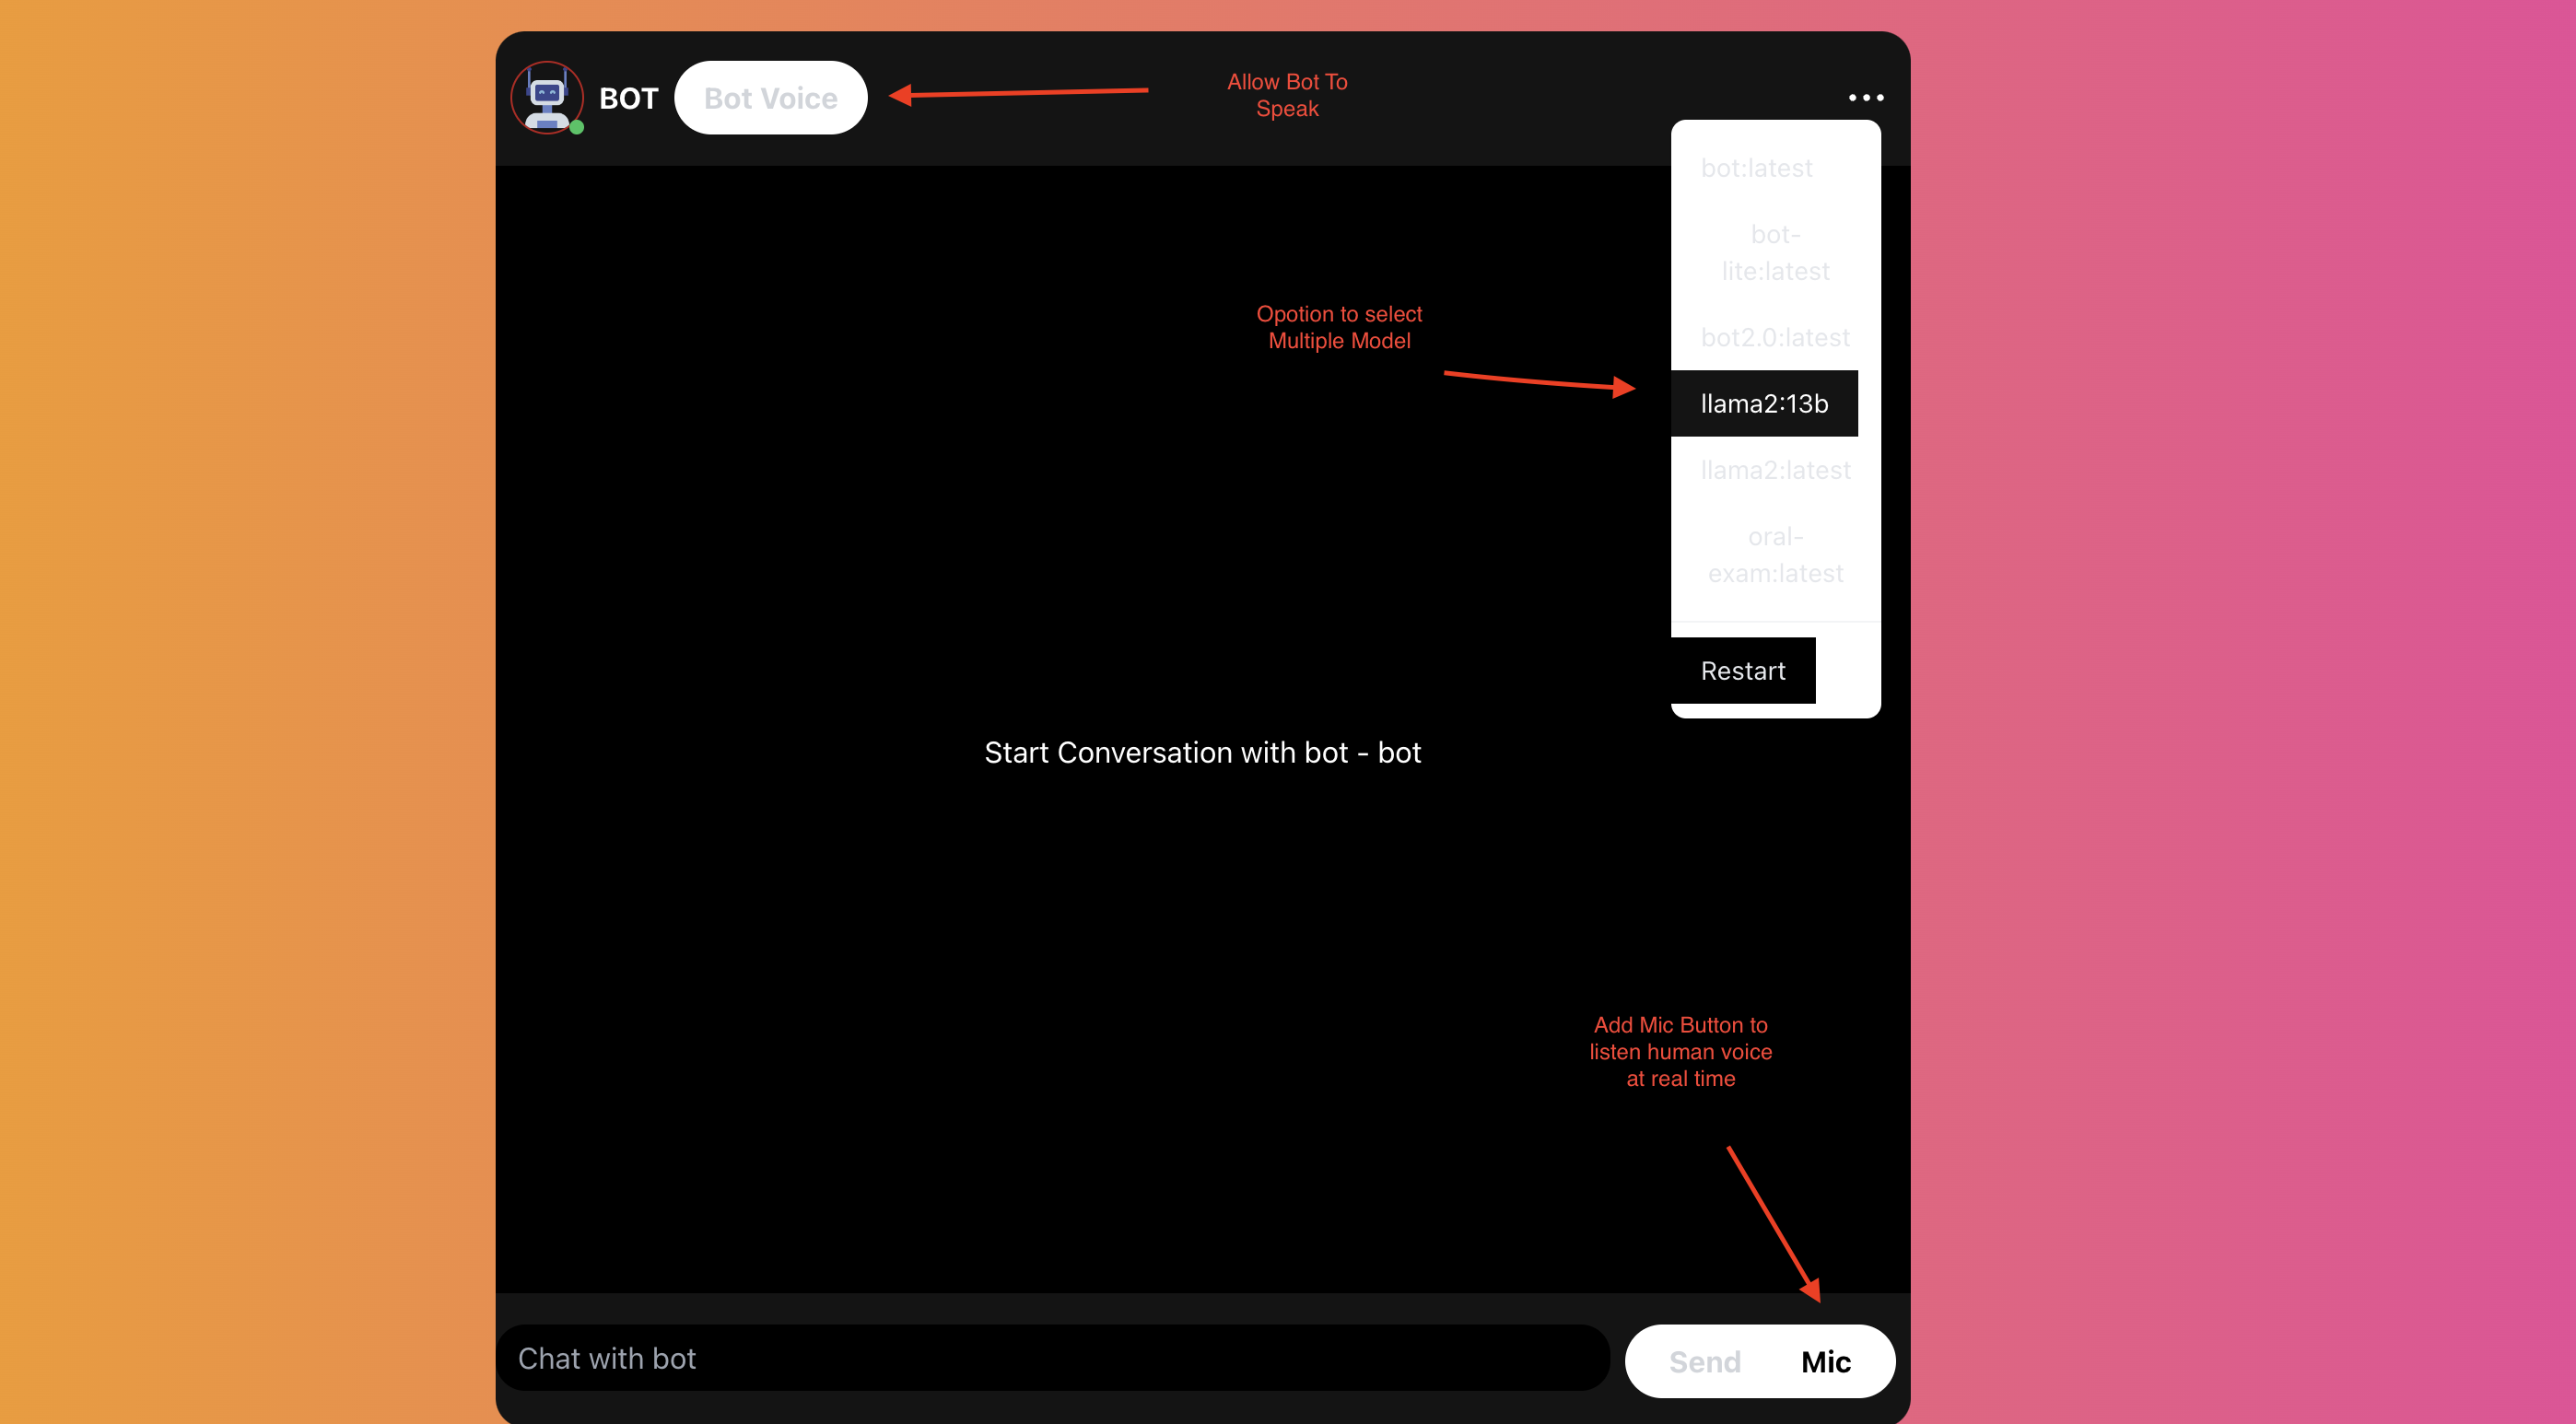 BOT
Bot Voice
Allow Bot To
Speak
bot:latest
bot-
lite:latest
bot2.0:latest
Opotion to select
Multiple Model
llama2:13b
llama2:latest
oral-
exam:latest
Restart
Start Conversation with bot - bot
Add Mic Button to
listen human voice
at real time
Chat with bot
Send
Mic